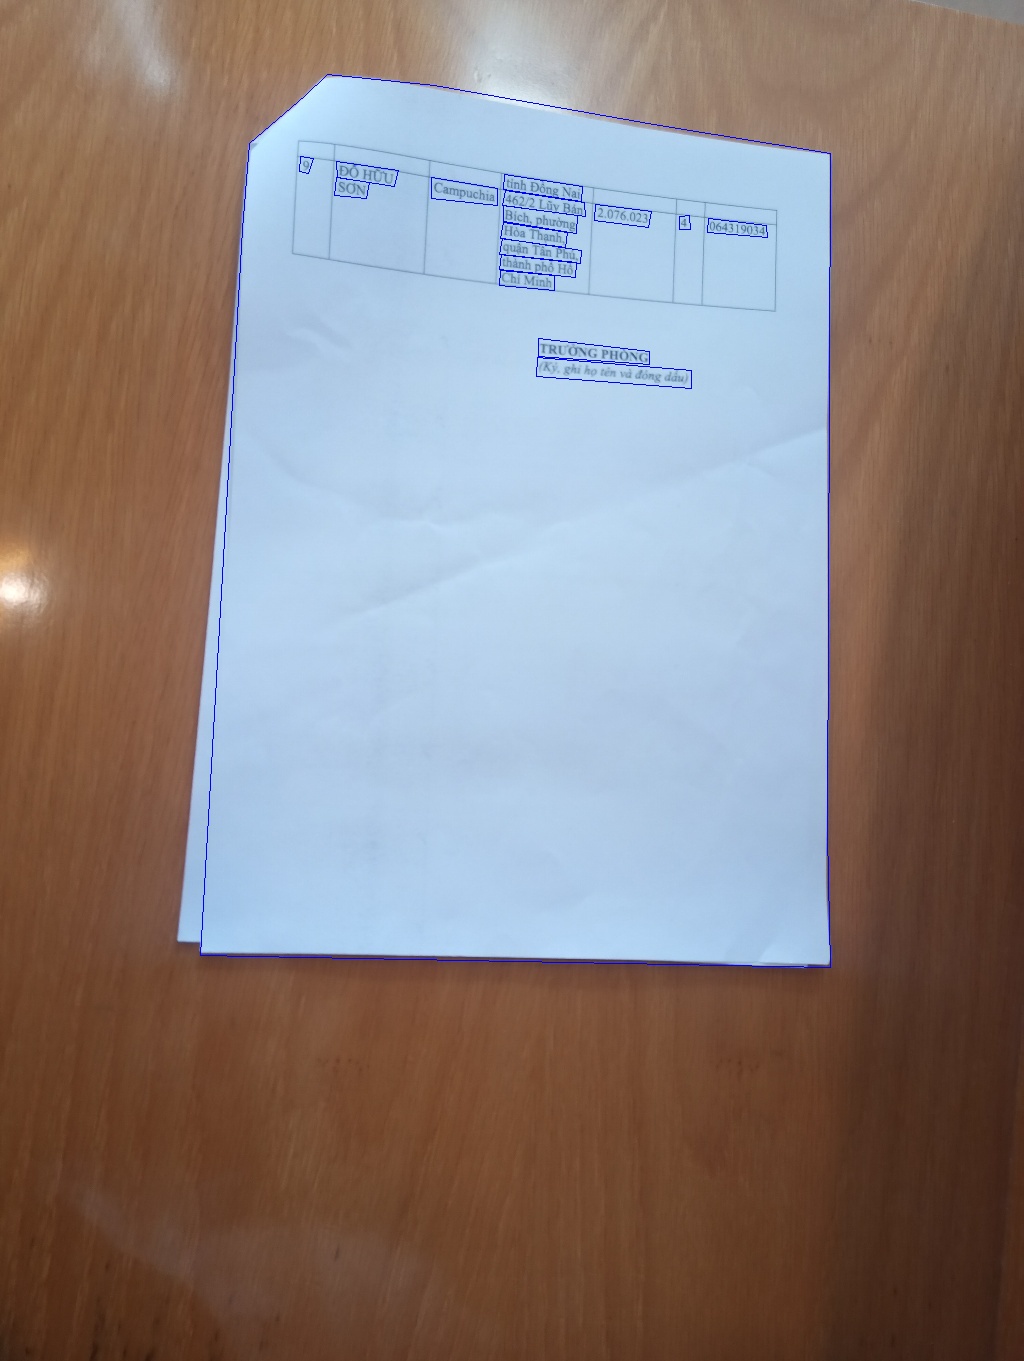 tỉnh Đồng Nai
9
ĐỖ HỮU
SƠN
Campuchia
462/2 Lũy Bán
Bích, phường
Hòa Thạnh,
quận Tân Phú,
thành phố Hồ
Chí Minh
2.076.023
4
064319034
TRƯỞNG PHÒNG
(Ký, ghi họ tên và đóng dấu)